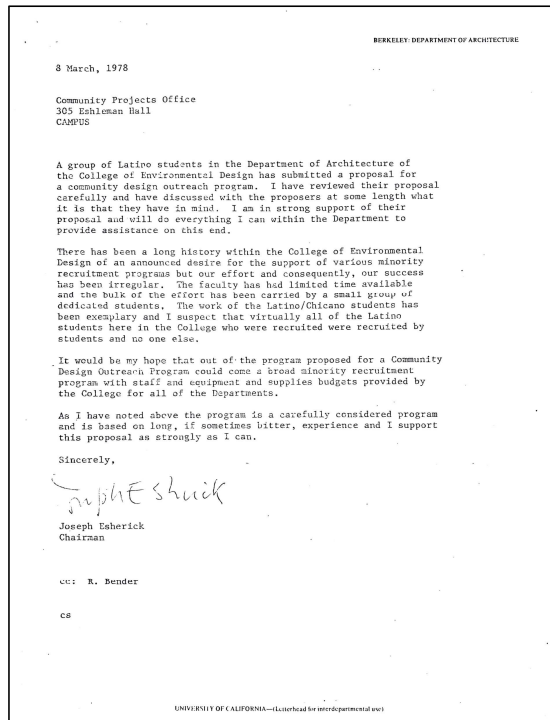 BERKELEY: DEPARTMENT OF ARCHITECTURE
8 March, 1978
Community Projects Office
305 Eshleman Hall
CAMPUS
A group of Latino students in the Department of Architecture of
the College of Environmental Design has submitted a proposal for
a community design outreach program. I have reviewed their proposal
carefully and have discussed with the proposers at some length what
it is that they have in mind. I am in strong support of their
proposal and will do everything I can within the Department to
provide assistance on this end.
There has been a long history within the College of Environmental
Design of an announced desire for the support of various minority
recruitment programs but our effort and consequently, our success
has been irregular. The faculty has had limited time available
and the bulk of the effort has been carried by a small group of
dedicated students. The work of the Latino/Chicano students has
been exemplary and I suspect that virtually all of the Latino
students here in the College who were recruited were recruited by
students and no one else.
It would be my hope that out of the program proposed for a Community
Design Outreach Program could come a broad minority recruitment
program with staff and equipment and supplies budgets provided by
the College for all of the Departments.
As I have noted above the program is a carefully considered program
and is based on long, if sometimes bitter, experience and I support
this proposal as strongly as I can.
Sincerely,
Joseph Esherick
Joseph Esherick
Chairman
cc: R. Bender
cs
UNIVERSITY OF CALIFORNIA—(Letterhead for interdepartmental use)